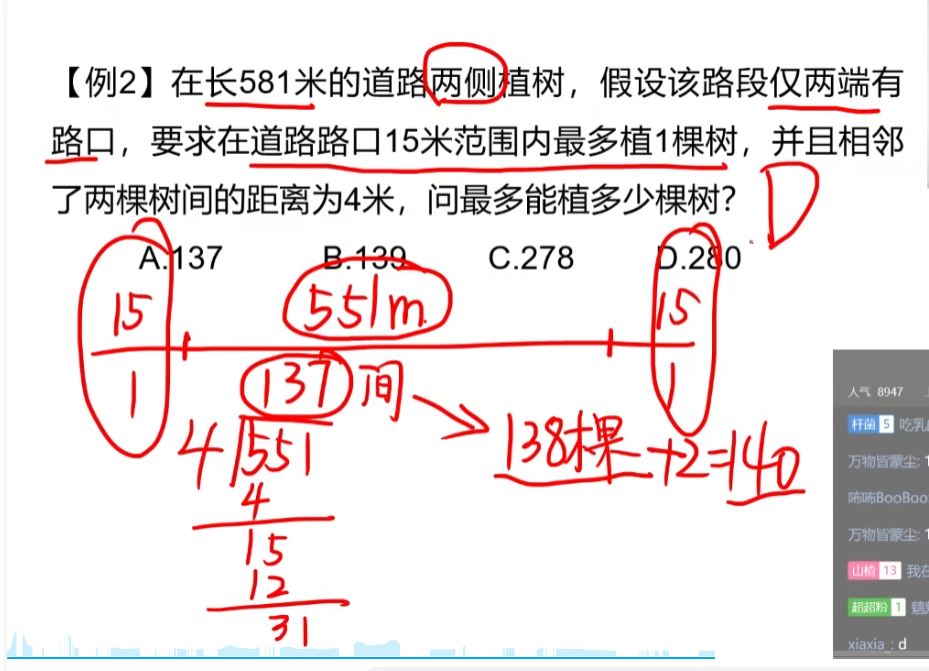 【例2】在长581米的道路两侧植树，假设该路段仅两端有
路口，要求在道路路口15米范围内最多植1棵树，并且相邻
了两棵树间的距离为4米，问最多能植多少棵树？
D
A.137 B.139 C.278 D.280
15 551m 15
1 137间 1
138棵+2=140
4 551
4
15
12
31
人气 8947
杆菌 5 吃乳
万物皆蒙尘:
咘咘BooBoo
万物皆蒙尘:
山楂 13 我在
超超粉 1
xiaxia_: d